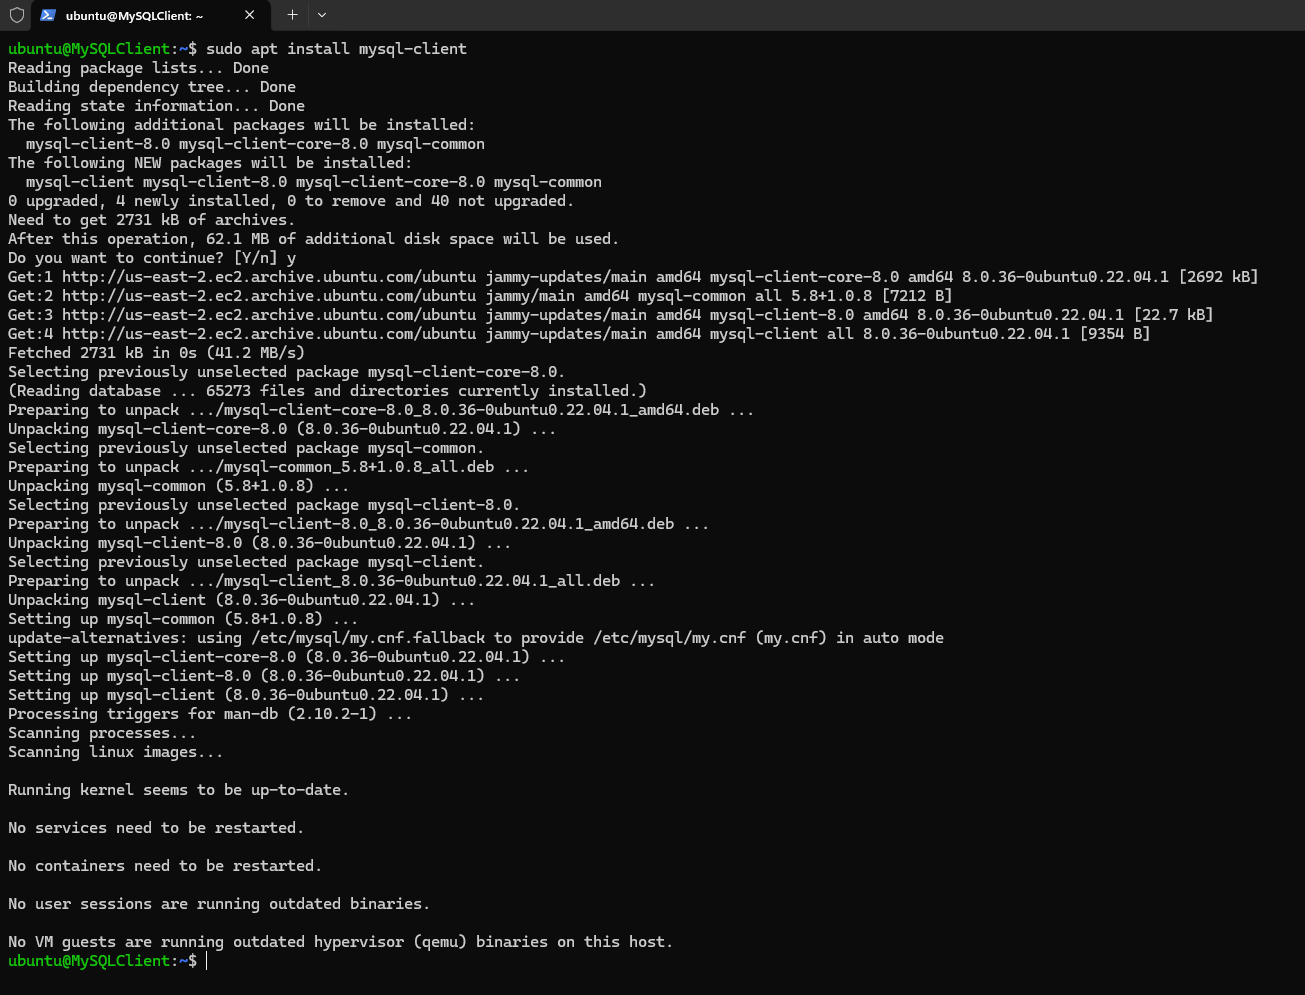 ubuntu@MySQLClient: ~
ubuntu@MySQLClient:~$ sudo apt install mysql-client
Reading package lists... Done
Building dependency tree... Done
Reading state information... Done
The following additional packages will be installed:
  mysql-client-8.0 mysql-client-core-8.0 mysql-common
The following NEW packages will be installed:
  mysql-client mysql-client-8.0 mysql-client-core-8.0 mysql-common
0 upgraded, 4 newly installed, 0 to remove and 40 not upgraded.
Need to get 2731 kB of archives.
After this operation, 62.1 MB of additional disk space will be used.
Do you want to continue? [Y/n] y
Get:1 http://us-east-2.ec2.archive.ubuntu.com/ubuntu jammy-updates/main amd64 mysql-client-core-8.0 amd64 8.0.36-0ubuntu0.22.04.1 [2692 kB]
Get:2 http://us-east-2.ec2.archive.ubuntu.com/ubuntu jammy/main amd64 mysql-common all 5.8+1.0.8 [7212 B]
Get:3 http://us-east-2.ec2.archive.ubuntu.com/ubuntu jammy-updates/main amd64 mysql-client-8.0 amd64 8.0.36-0ubuntu0.22.04.1 [22.7 kB]
Get:4 http://us-east-2.ec2.archive.ubuntu.com/ubuntu jammy-updates/main amd64 mysql-client all 8.0.36-0ubuntu0.22.04.1 [9354 B]
Fetched 2731 kB in 0s (41.2 MB/s)
Selecting previously unselected package mysql-client-core-8.0.
(Reading database ... 65273 files and directories currently installed.)
Preparing to unpack .../mysql-client-core-8.0_8.0.36-0ubuntu0.22.04.1_amd64.deb ...
Unpacking mysql-client-core-8.0 (8.0.36-0ubuntu0.22.04.1) ...
Selecting previously unselected package mysql-common.
Preparing to unpack .../mysql-common_5.8+1.0.8_all.deb ...
Unpacking mysql-common (5.8+1.0.8) ...
Selecting previously unselected package mysql-client-8.0.
Preparing to unpack .../mysql-client-8.0_8.0.36-0ubuntu0.22.04.1_amd64.deb ...
Unpacking mysql-client-8.0 (8.0.36-0ubuntu0.22.04.1) ...
Selecting previously unselected package mysql-client.
Preparing to unpack .../mysql-client_8.0.36-0ubuntu0.22.04.1_all.deb ...
Unpacking mysql-client (8.0.36-0ubuntu0.22.04.1) ...
Setting up mysql-common (5.8+1.0.8) ...
update-alternatives: using /etc/mysql/my.cnf.fallback to provide /etc/mysql/my.cnf (my.cnf) in auto mode
Setting up mysql-client-core-8.0 (8.0.36-0ubuntu0.22.04.1) ...
Setting up mysql-client-8.0 (8.0.36-0ubuntu0.22.04.1) ...
Setting up mysql-client (8.0.36-0ubuntu0.22.04.1) ...
Processing triggers for man-db (2.10.2-1) ...
Scanning processes...
Scanning linux images...
Running kernel seems to be up-to-date.
No services need to be restarted.
No containers need to be restarted.
No user sessions are running outdated binaries.
No VM guests are running outdated hypervisor (qemu) binaries on this host.
ubuntu@MySQLClient:~$